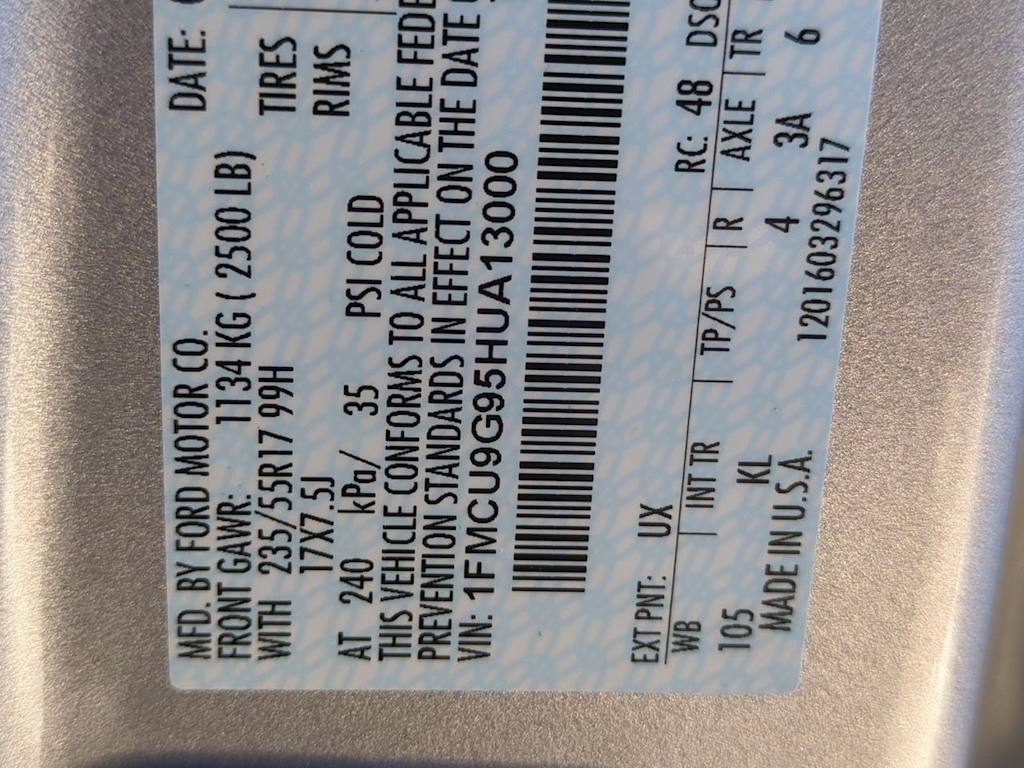 MFD. BY FORD MOTOR CO. DATE:
FRONT GAWR: 1134 KG ( 2500 LB)
WITH 235/55R17 99H TIRES
17X7.5J RIMS
AT 240 kPa/ 35 PSI COLD
THIS VEHICLE CONFORMS TO ALL APPLICABLE FEDE
PREVENTION STANDARDS IN EFFECT ON THE DATE
VIN: 1FMCU9G95HUA13000
EXT PNT: UX RC: 48 DSO
WB INT TR TP/PS R AXLE TR
105 KL 4 3A 6
MADE IN U.S.A. 1201603296317